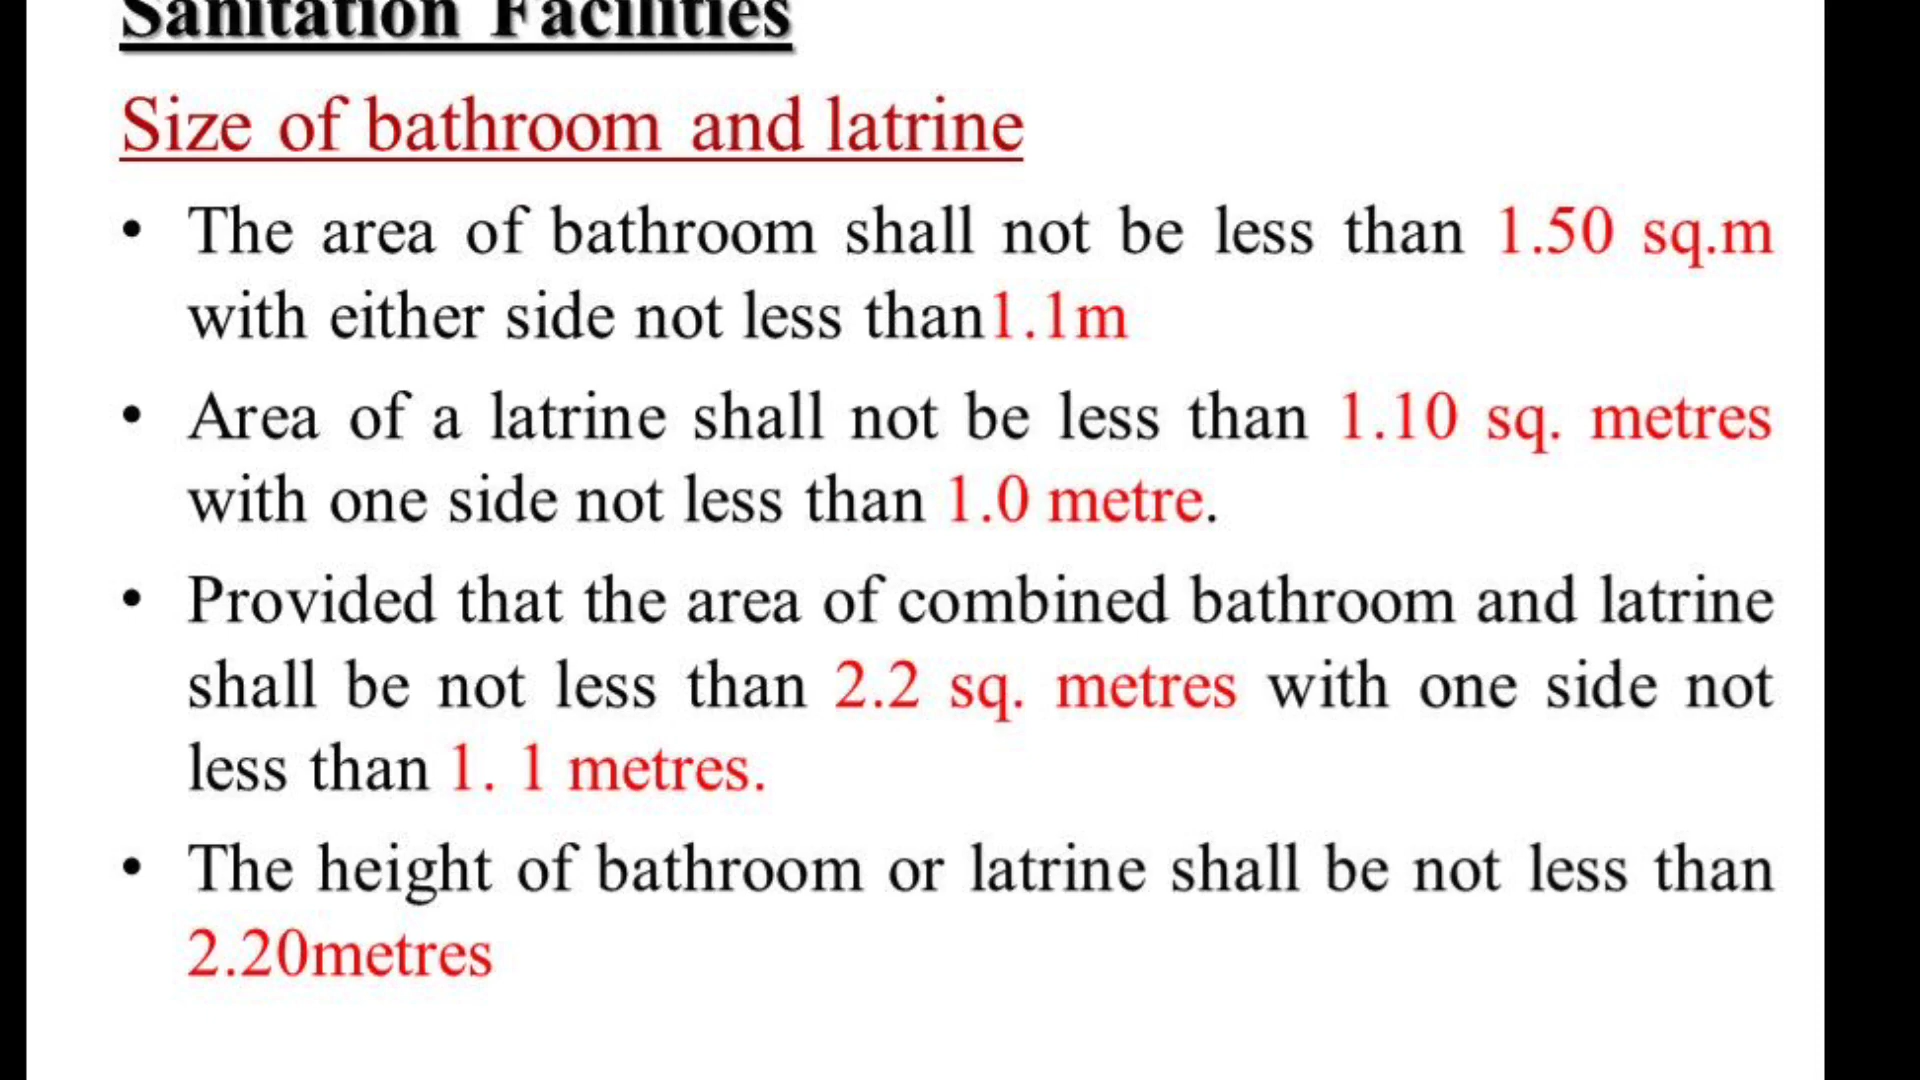 Sanitation Facilities
Size of bathroom and latrine
• The area of bathroom shall not be less than 1.50 sq.m
with either side not less than1.1m
• Area of a latrine shall not be less than 1.10 sq. metres
with one side not less than 1.0 metre.
• Provided that the area of combined bathroom and latrine
shall be not less than 2.2 sq. metres with one side not
less than 1. 1 metres.
• The height of bathroom or latrine shall be not less than
2.20metres